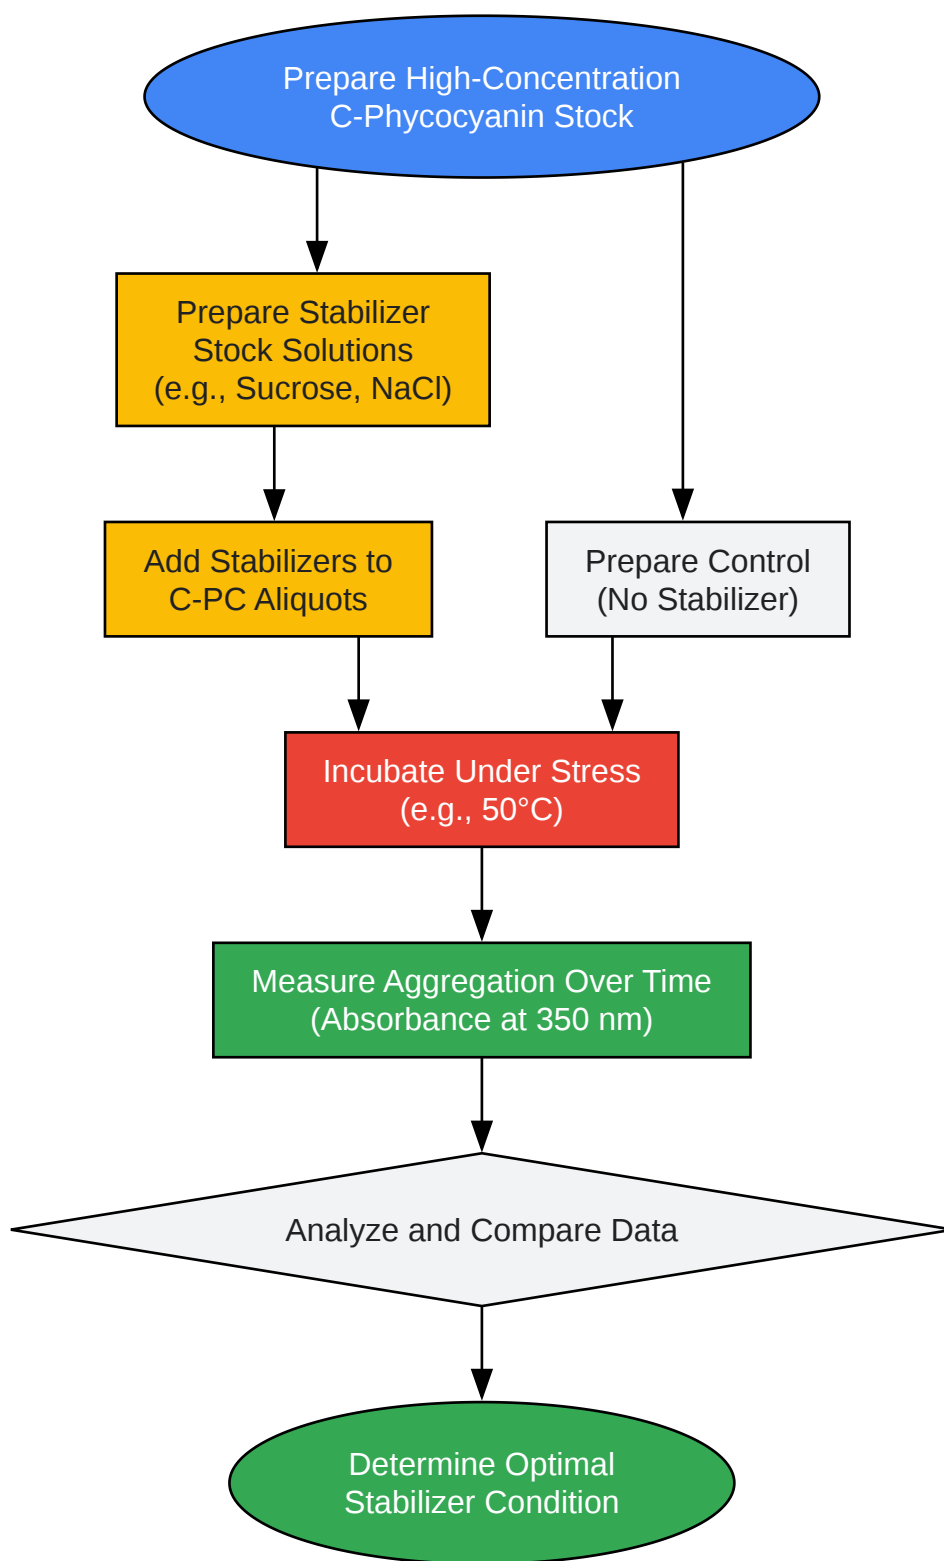 Prepare High-Concentration
C-Phycocyanin Stock
Prepare Stabilizer
Stock Solutions
(e.g., Sucrose, NaCl)
Add Stabilizers to
C-PC Aliquots
Prepare Control
(No Stabilizer)
Incubate Under Stress
(e.g., 50°C)
Measure Aggregation Over Time
(Absorbance at 350 nm)
Analyze and Compare Data
Determine Optimal
Stabilizer Condition